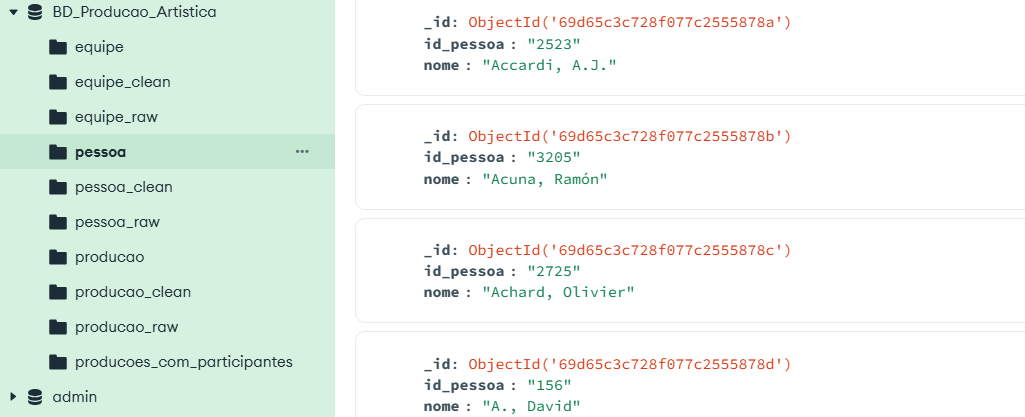 BD_Producao_Artistica
equipe
equipe_clean
equipe_raw
pessoa
pessoa_clean
pessoa_raw
producao
producao_clean
producao_raw
producoes_com_participantes
admin
_id: ObjectId('69d65c3c728f077c2555878a')
id_pessoa : "2523"
nome : "Accardi, A.J."
_id: ObjectId('69d65c3c728f077c2555878b')
id_pessoa : "3205"
nome : "Acuna, Ramón"
_id: ObjectId('69d65c3c728f077c2555878c')
id_pessoa : "2725"
nome : "Achard, Olivier"
_id: ObjectId('69d65c3c728f077c2555878d')
id_pessoa : "156"
nome : "A., David"